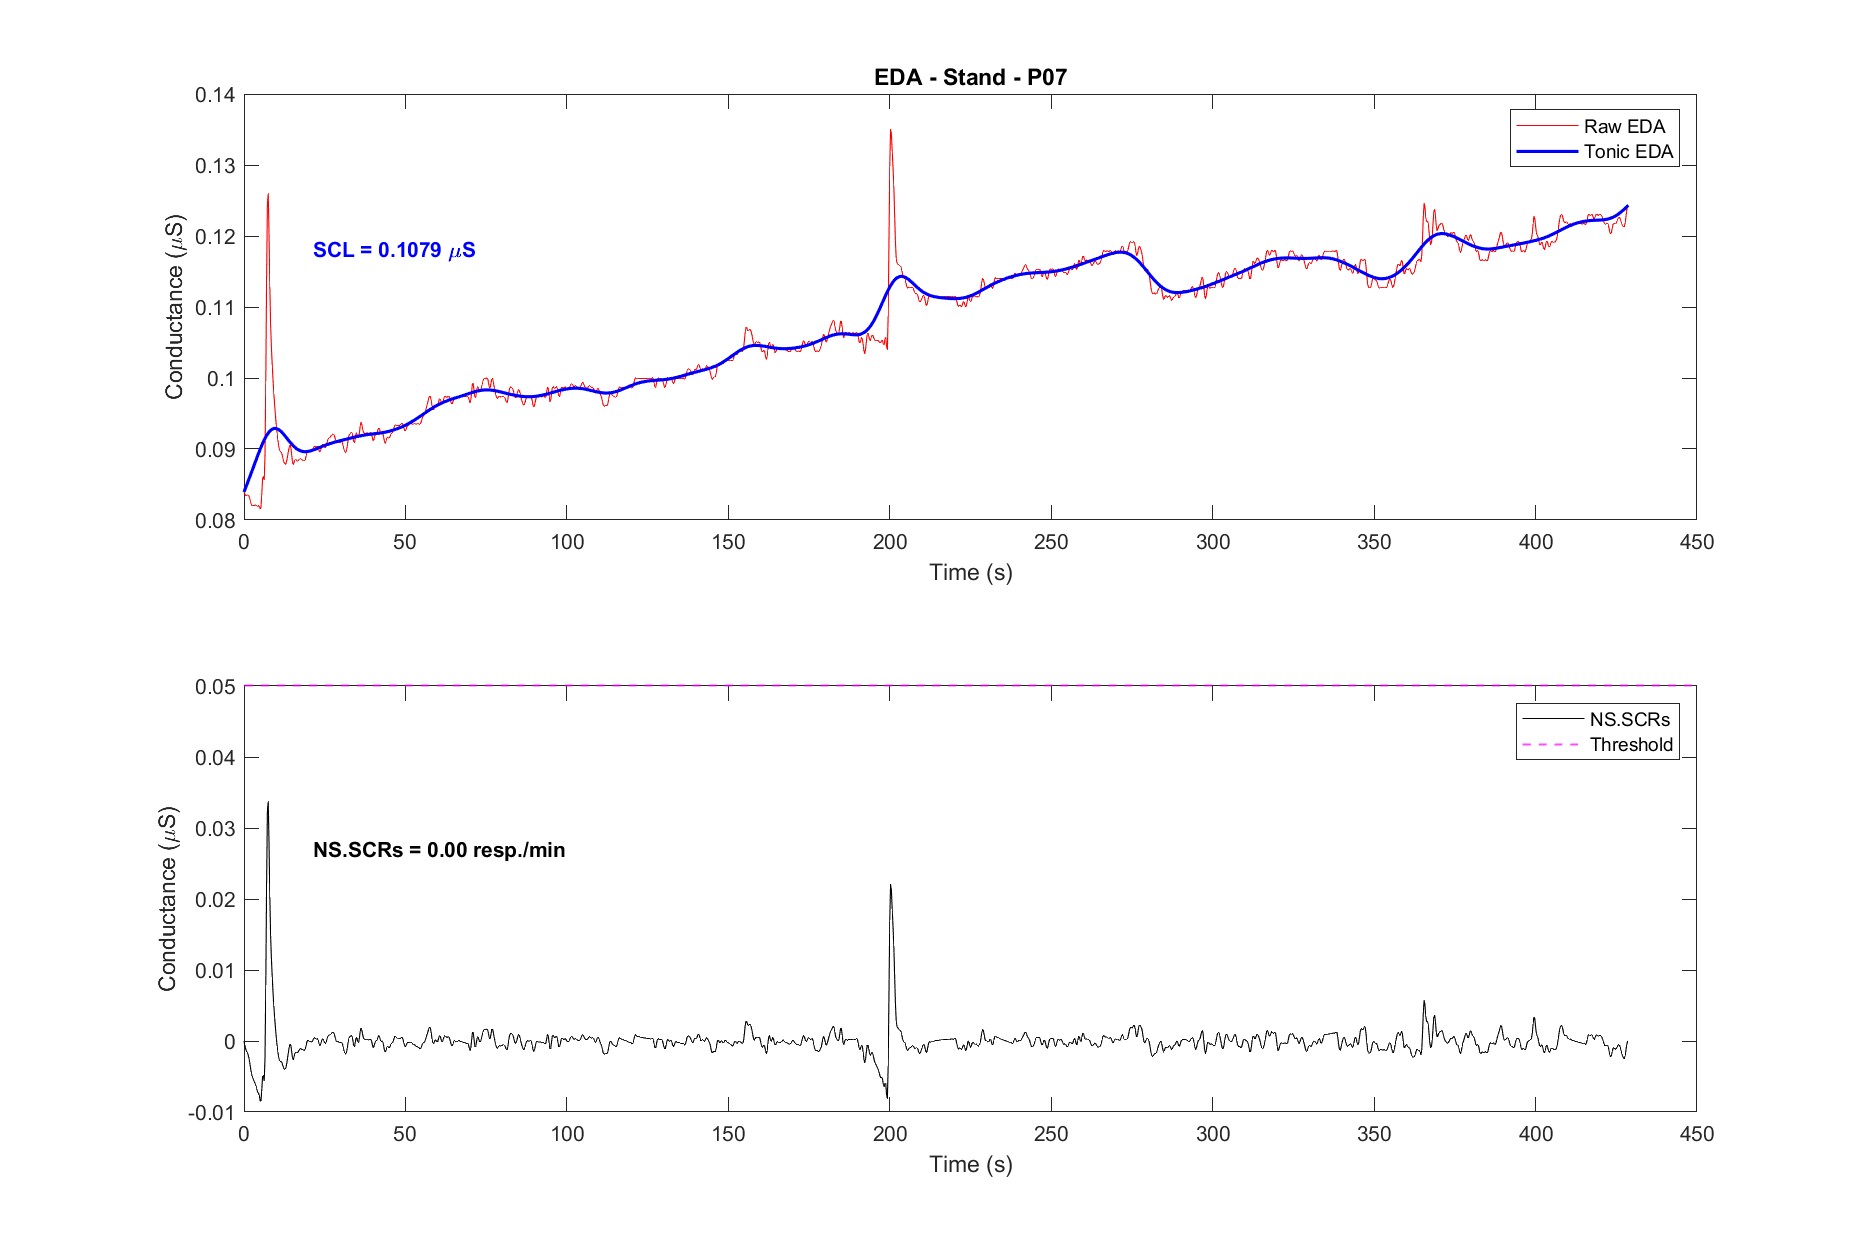 EDA - Stand - P07
0.14
0.13
0.12
0.11
0.1
0.09
0.08
Conductance (μS)
SCL = 0.1079 μS
Raw EDA
Tonic EDA
0 50 100 150 200 250 300 350 400 450
Time (s)
0.05
0.04
0.03
0.02
0.01
0
-0.01
Conductance (μS)
NS.SCRs = 0.00 resp./min
NS.SCRs
Threshold
0 50 100 150 200 250 300 350 400 450
Time (s)